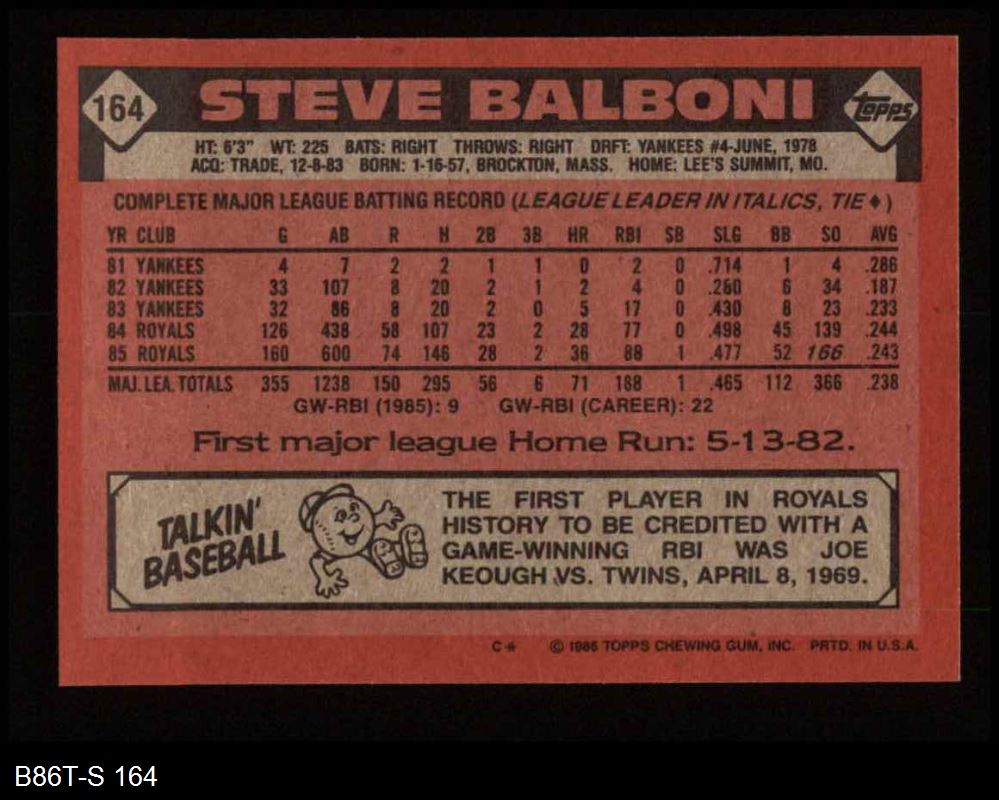 164 STEVE BALBONI Topps
HT: 6'3" WT: 225 BATS: RIGHT THROWS: RIGHT DRFT: YANKEES #4-JUNE, 1978
ACQ: TRADE, 12-8-83 BORN: 1-16-57, BROCKTON, MASS. HOME: LEE'S SUMMIT, MO.
COMPLETE MAJOR LEAGUE BATTING RECORD (LEAGUE LEADER IN ITALICS, TIE ♦)
YR CLUB G AB R H 2B 3B HR RBI SB SLG BB SO AVG
81 YANKEES 4 7 2 2 1 1 0 2 0 .714 1 4 .286
82 YANKEES 33 107 8 20 2 1 2 4 0 .280 6 34 .187
83 YANKEES 32 86 8 20 2 0 5 17 0 .430 8 23 .233
84 ROYALS 126 438 58 107 23 2 28 77 0 .498 45 139 .244
85 ROYALS 160 600 74 146 28 2 36 88 1 .477 52 166 .243
MAJ. LEA. TOTALS 355 1238 150 295 56 6 71 188 1 .465 112 366 .238
GW-RBI (1985): 9 GW-RBI (CAREER): 22
First major league Home Run: 5-13-82.
TALKIN'
BASEBALL
THE FIRST PLAYER IN ROYALS
HISTORY TO BE CREDITED WITH A
GAME-WINNING RBI WAS JOE
KEOUGH VS. TWINS, APRIL 8, 1969.
C* © 1986 TOPPS CHEWING GUM, INC. PRTD. IN U.S.A.
B86T-S 164